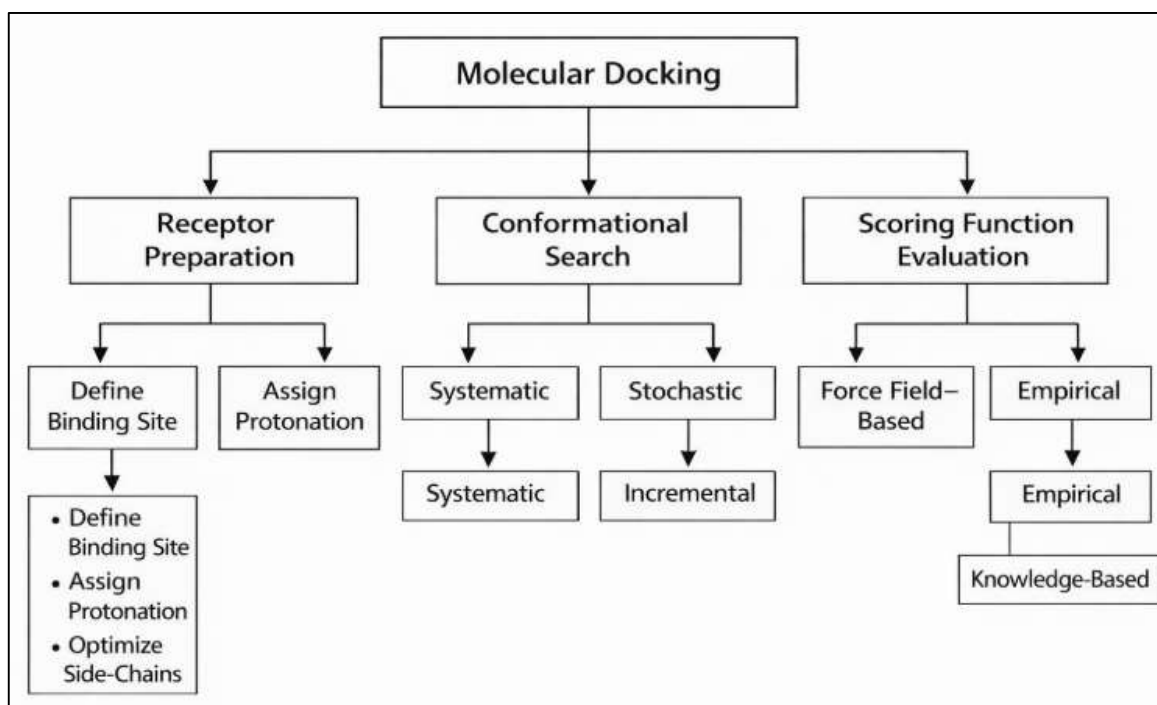 Molecular Docking
Receptor
Preparation
Conformational
Search
Scoring Function
Evaluation
Define
Binding Site
Assign
Protonation
Systematic
Stochastic
Force Field–
Based
Empirical
Systematic
Incremental
Empirical
• Define
Binding Site
• Assign
Protonation
• Optimize
Side-Chains
Knowledge-Based